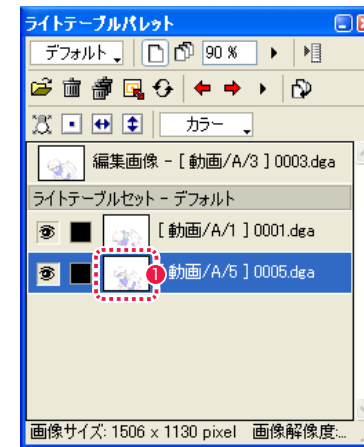 ライトテーブルパレット
デフォルト 90 %
カラー
編集画像 - [ 動画/A/3 ] 0003.dga
ライトテーブルセット - デフォルト
[ 動画/A/1 ] 0001.dga
1 動画/A/5 ] 0005.dga
画像サイズ: 1506 x 1130 pixel 画像解像度:...